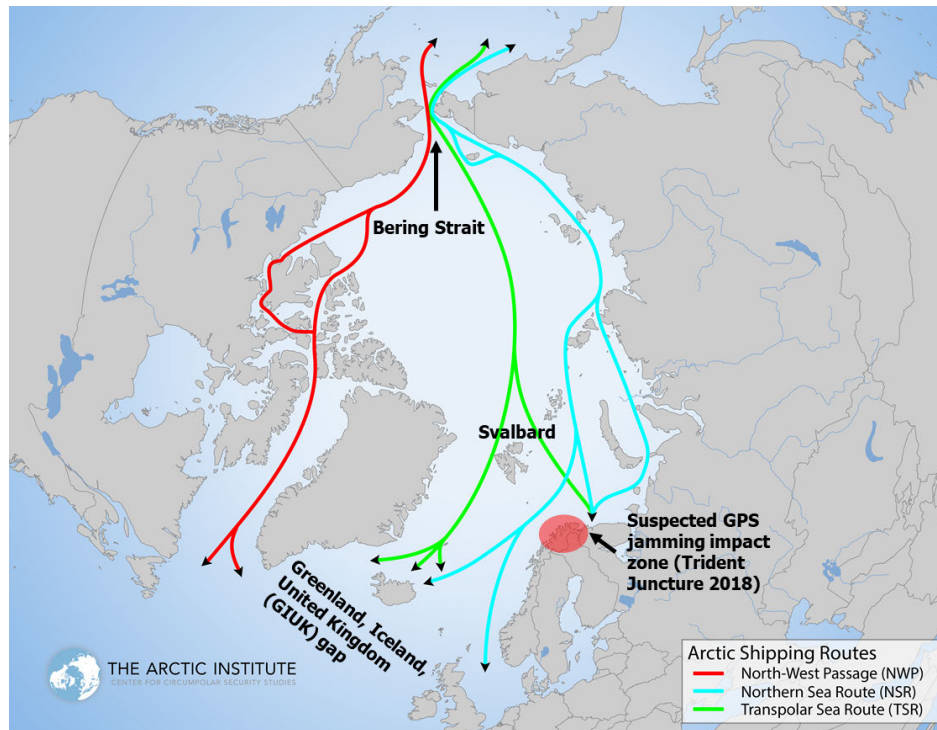 Bering Strait
Svalbard
Suspected GPS
jamming impact
zone (Trident
Juncture 2018)
Greenland, Iceland,
United Kingdom
(GIUK) gap
THE ARCTIC INSTITUTE
CENTER FOR CIRCUMPOLAR SECURITY STUDIES
Arctic Shipping Routes
North-West Passage (NWP)
Northern Sea Route (NSR)
Transpolar Sea Route (TSR)